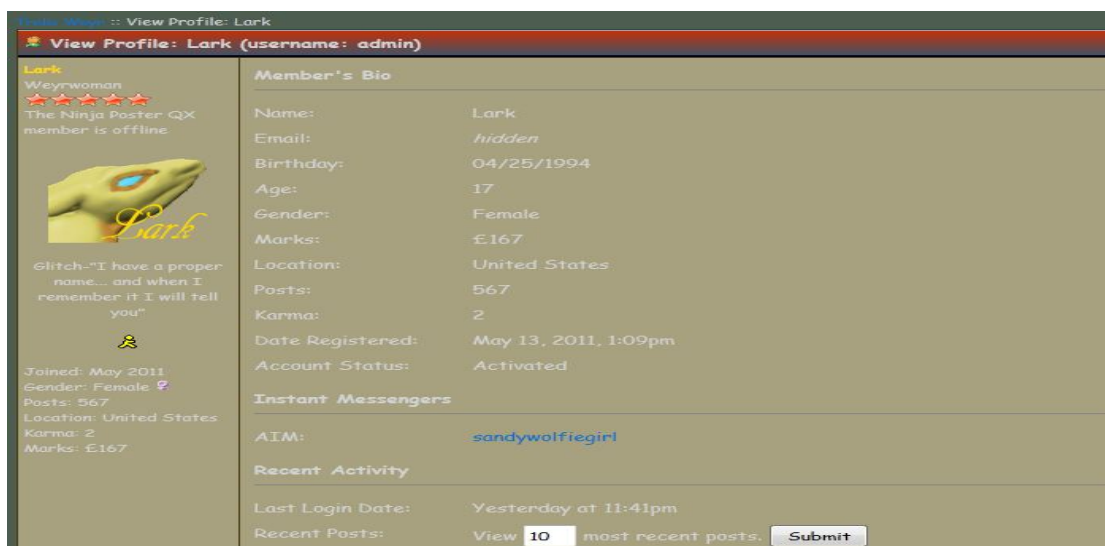 :: View Profile: Lark
View Profile: Lark (username: admin)
Lark
Weyrwoman
The Ninja Poster QX
member is offline
Lark
Glitch-"I have a proper
name... and when I
remember it I will tell
you"
Joined: May 2011
Gender: Female
Posts: 567
Location: United States
Karma: 2
Marks: £167
Member's Bio
Name: Lark
Email: hidden
Birthday: 04/25/1994
Age: 17
Gender: Female
Marks: £167
Location: United States
Posts: 567
Karma: 2
Date Registered: May 13, 2011, 1:09pm
Account Status: Activated
Instant Messengers
AIM: sandywolfiegirl
Recent Activity
Last Login Date: Yesterday at 11:41pm
Recent Posts: View 10 most recent posts. Submit